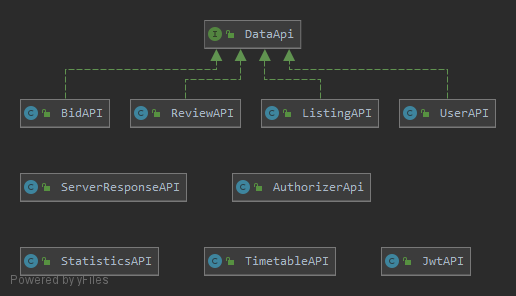 DataApi
BidAPI
ReviewAPI
ListingAPI
UserAPI
ServerResponseAPI
AuthorizerApi
StatisticsAPI
TimetableAPI
JwtAPI
Powered by yFiles